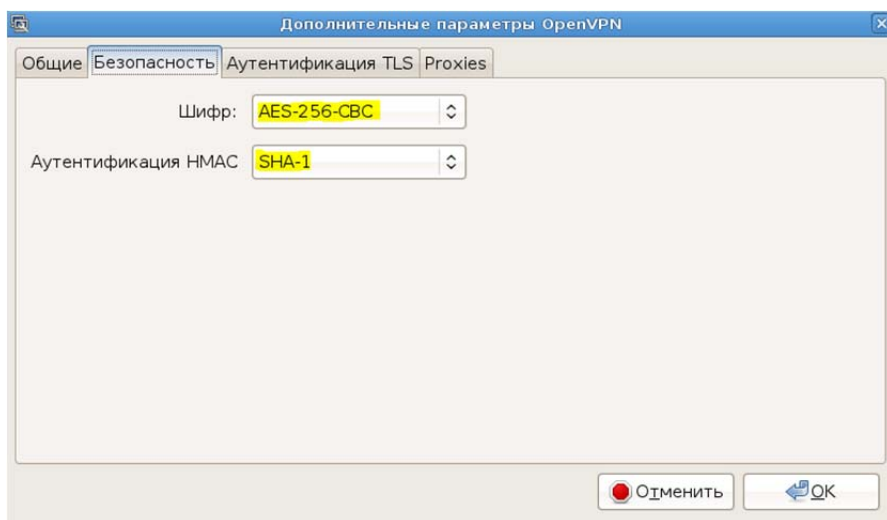 Дополнительные параметры OpenVPN
Общие Безопасность Аутентификация TLS Proxies
Шифр: AES-256-CBC
Аутентификация HMAC SHA-1
Отменить OK